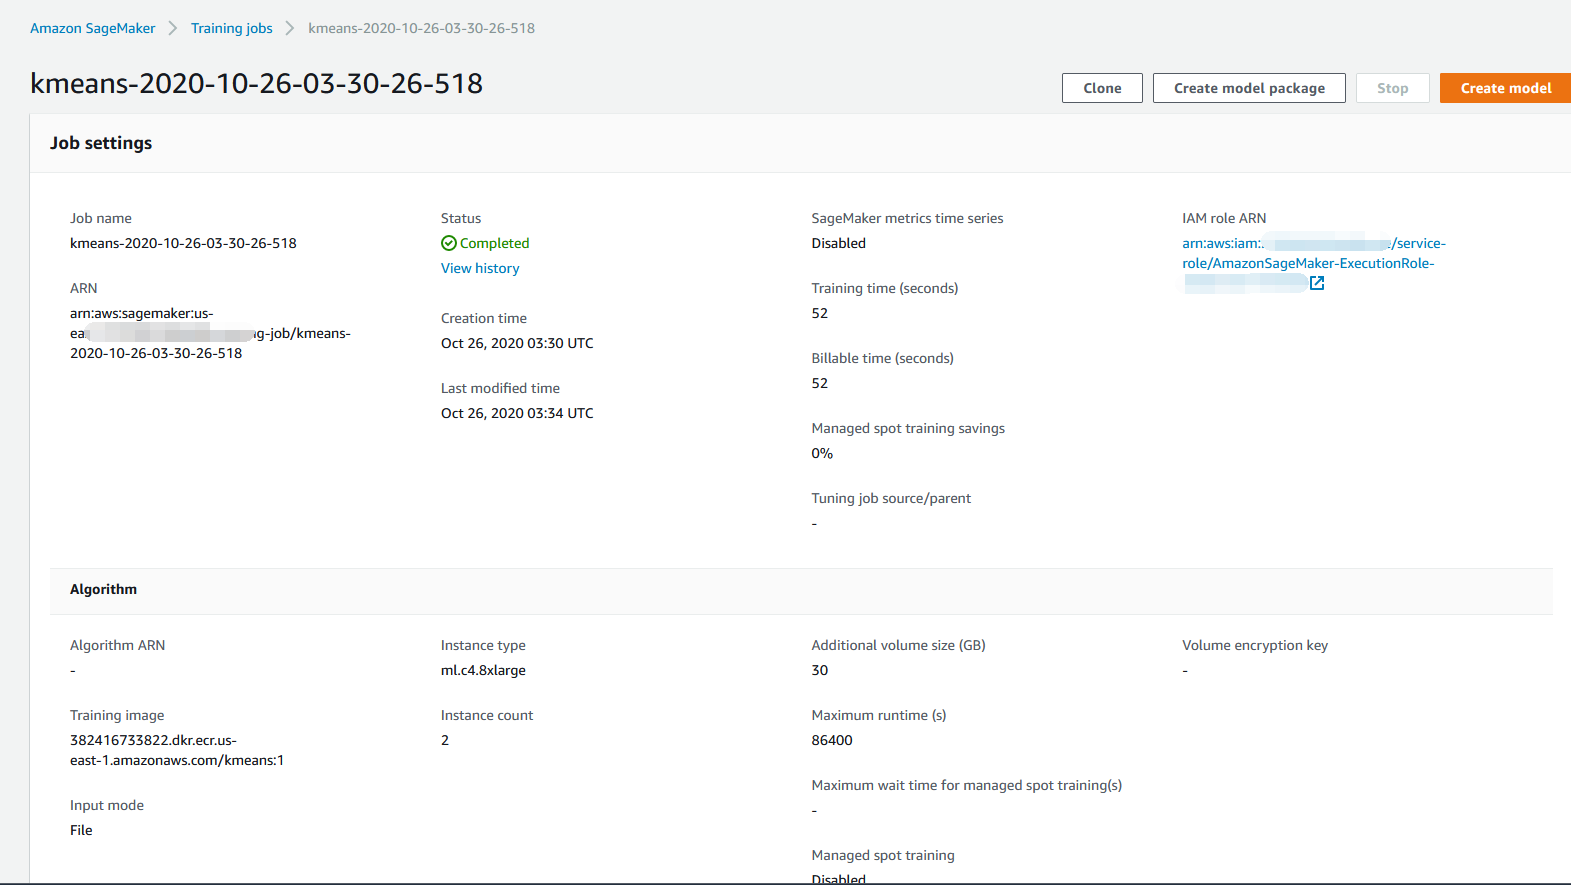 Amazon SageMaker > Training jobs > kmeans-2020-10-26-03-30-26-518
kmeans-2020-10-26-03-30-26-518
Clone
Create model package
Stop
Create model
Job settings
Job name
kmeans-2020-10-26-03-30-26-518
ARN
arn:aws:sagemaker:us-
ea
g-job/kmeans-
2020-10-26-03-30-26-518
Status
Completed
View history
Creation time
Oct 26, 2020 03:30 UTC
Last modified time
Oct 26, 2020 03:34 UTC
SageMaker metrics time series
Disabled
Training time (seconds)
52
Billable time (seconds)
52
Managed spot training savings
0%
Tuning job source/parent
-
IAM role ARN
arn:aws:iam: /service-
role/AmazonSageMaker-ExecutionRole-
Algorithm
Algorithm ARN
-
Training image
382416733822.dkr.ecr.us-
east-1.amazonaws.com/kmeans:1
Input mode
File
Instance type
ml.c4.8xlarge
Instance count
2
Additional volume size (GB)
30
Maximum runtime (s)
86400
Maximum wait time for managed spot training(s)
-
Managed spot training
Disabled
Volume encryption key
-